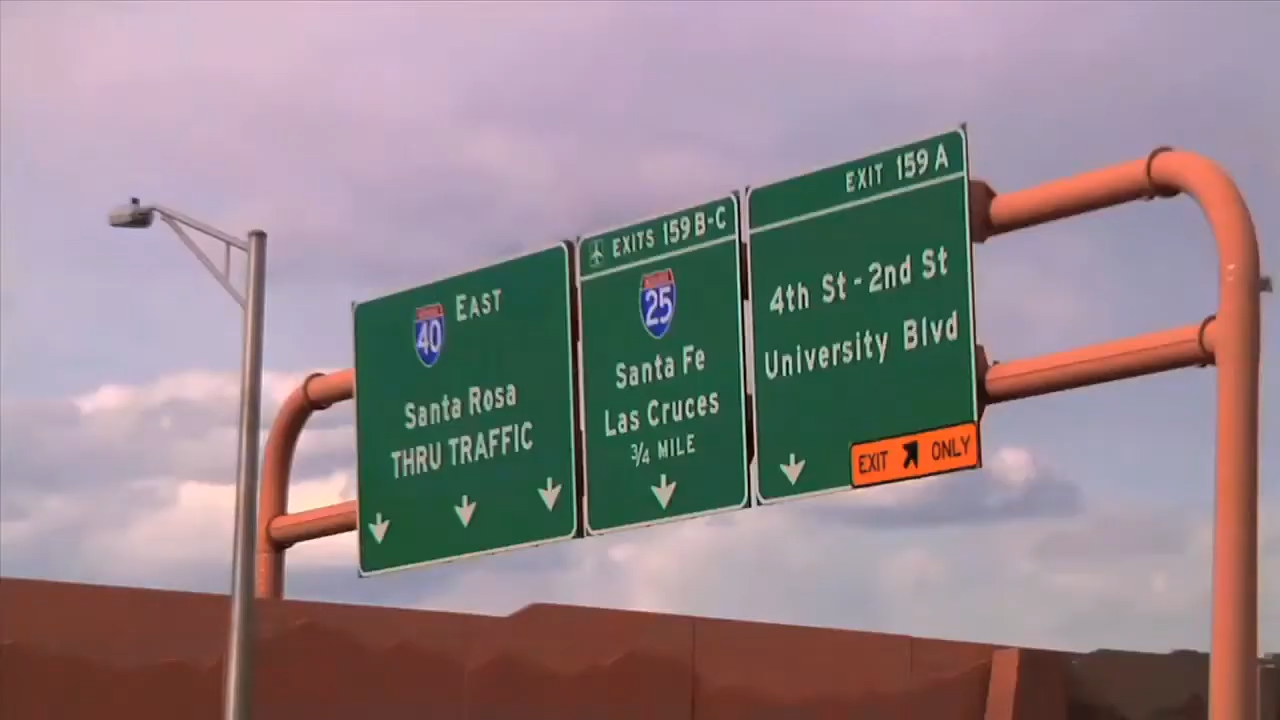 EAST
40
Santa Rosa
THRU TRAFFIC
EXITS 159 B-C
25
Santa Fe
Las Cruces
3/4 MILE
EXIT 159 A
4th St - 2nd St
University Blvd
EXIT ONLY